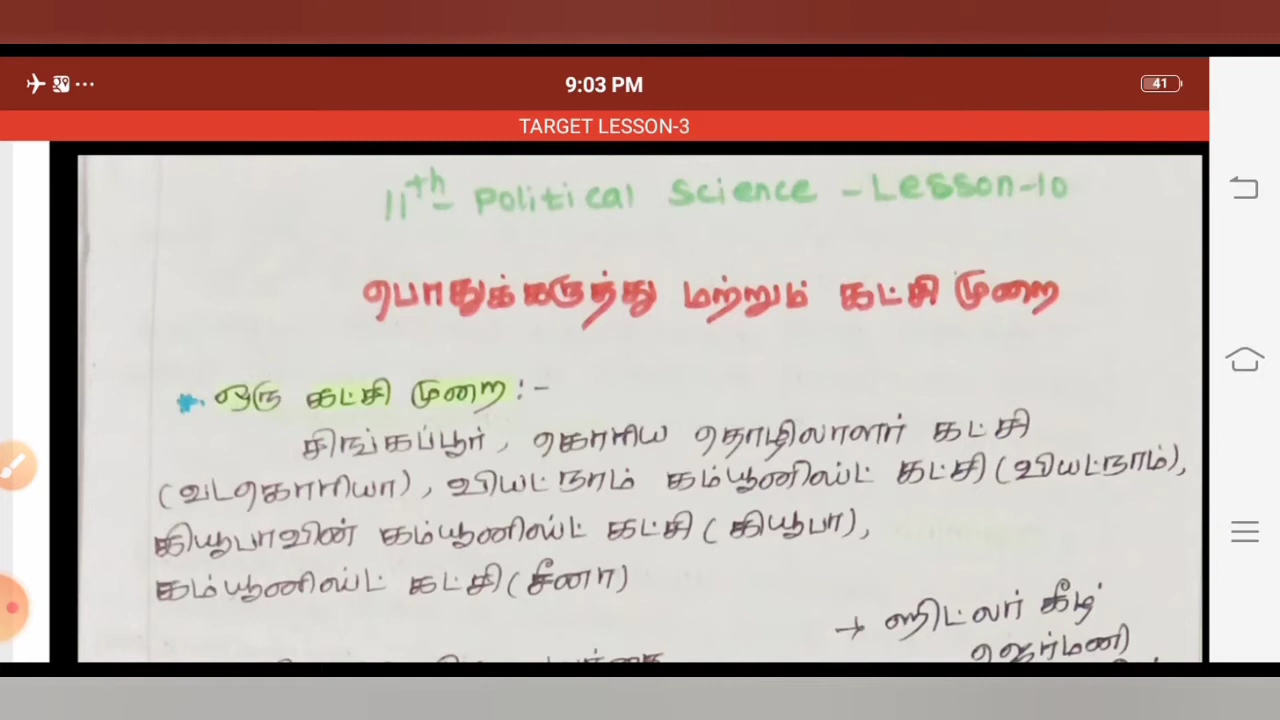 9:03 PM
41
TARGET LESSON-3
11th Political Science - Lesson-10
பொதுக்கருத்து மற்றும் கட்சி முறை
* ஒரு கட்சி முறை:-
சிங்கப்பூர், கொரிய தொழிலாளர் கட்சி
(வடகொரியா), வியட்நாம் கம்யூனிஸ்ட் கட்சி (வியட்நாம்),
கியூபாவின் கம்யூனிஸ்ட் கட்சி (கியூபா),
கம்யூனிஸ்ட் கட்சி (சீனா)
→ ஹிட்லர் கீழ்
ஜெர்மனி